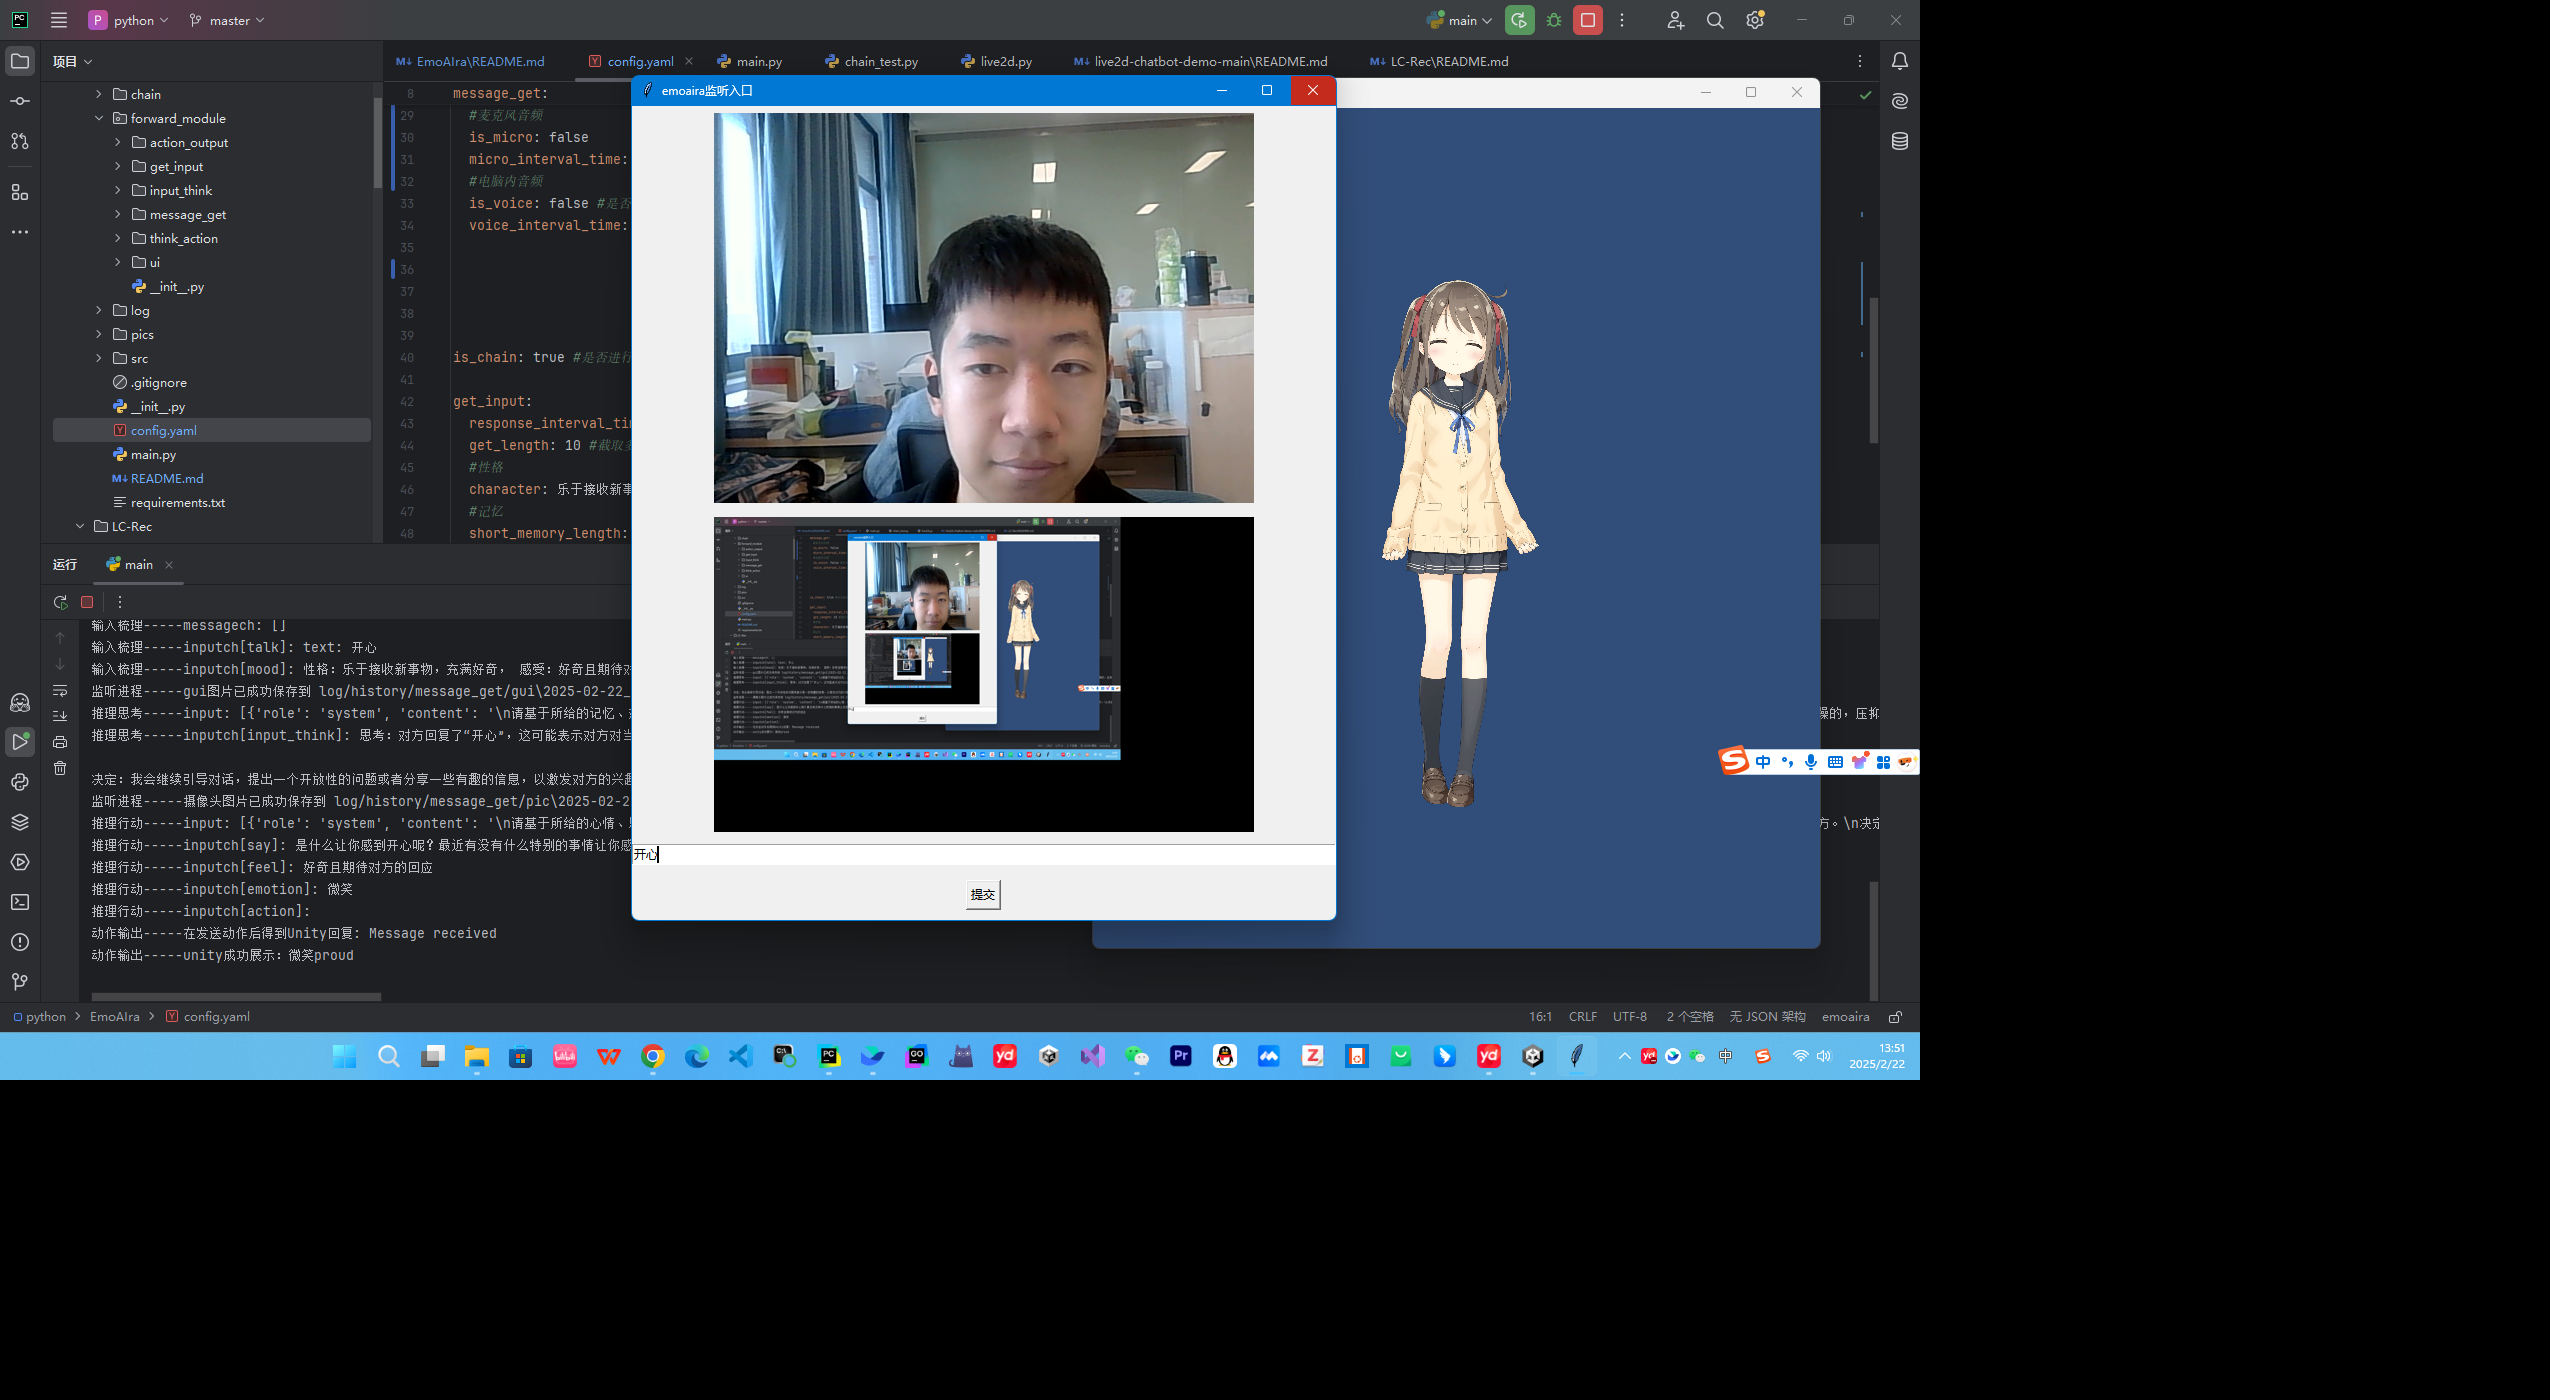 PC
P python master
main
项目
chain
forward_module
action_output
get_input
input_think
message_get
think_action
ui
__init__.py
log
pics
src
.gitignore
__init__.py
config.yaml
main.py
README.md
requirements.txt
LC-Rec
EmoAIra\README.md config.yaml main.py chain_test.py live2d.py live2d-chatbot-demo-main\README.md LC-Rec\README.md
8 message_get:
29 #麦克风音频
30 is_micro: false
31 micro_interval_time:
32 #电脑内音频
33 is_voice: false #是否
34 voice_interval_time:
35
36
37
38
39
40 is_chain: true #是否进行
41
42 get_input:
43 response_interval_ti
44 get_length: 10 #截取
45 #性格
46 character: 乐于接收新事
47 #记忆
48 short_memory_length:
emoaira监听入口
开心
提交
运行 main
输入梳理-----messagech: []
输入梳理-----inputch[talk]: text: 开心
输入梳理-----inputch[mood]: 性格：乐于接收新事物，充满好奇， 感受：好奇且期待对
监听进程-----gui图片已成功保存到 log/history/message_get/gui\2025-02-22_
推理思考-----input: [{'role': 'system', 'content': '\n请基于所给的记忆、
躁的，压抑
推理思考-----inputch[input_think]: 思考：对方回复了“开心”，这可能表示对方对当
决定：我会继续引导对话，提出一个开放性的问题或者分享一些有趣的信息，以激发对方的兴趣
监听进程-----摄像头图片已成功保存到 log/history/message_get/pic\2025-02-2
推理行动-----input: [{'role': 'system', 'content': '\n请基于所给的心情、
方。\n决定
推理行动-----inputch[say]: 是什么让你感到开心呢？最近有没有什么特别的事情让你感
推理行动-----inputch[feel]: 好奇且期待对方的回应
推理行动-----inputch[emotion]: 微笑
推理行动-----inputch[action]:
动作输出-----在发送动作后得到Unity回复: Message received
动作输出-----unity成功展示：微笑proud
中
python EmoAIra config.yaml
16:1 CRLF UTF-8 2 个空格 无 JSON 架构 emoaira
13:51
2025/2/22